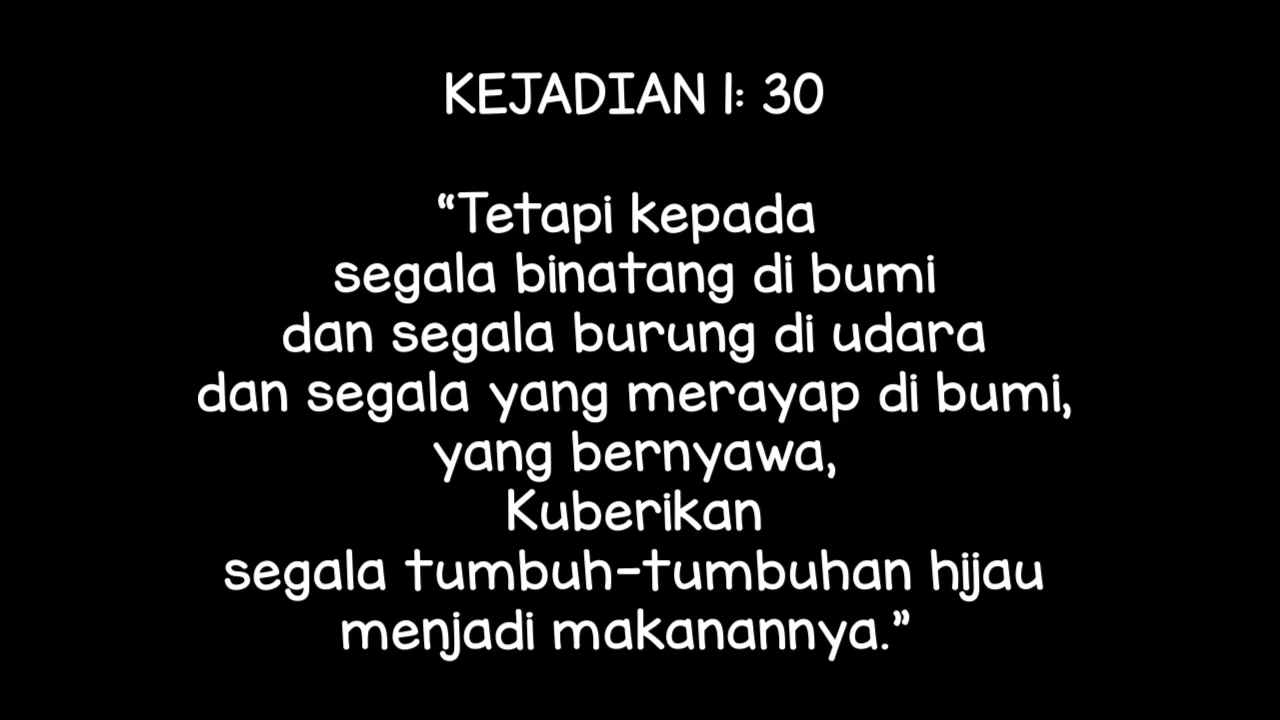 KEJADIAN 1: 30
“Tetapi kepada
segala binatang di bumi
dan segala burung di udara
dan segala yang merayap di bumi,
yang bernyawa,
Kuberikan
segala tumbuh-tumbuhan hijau
menjadi makanannya.”